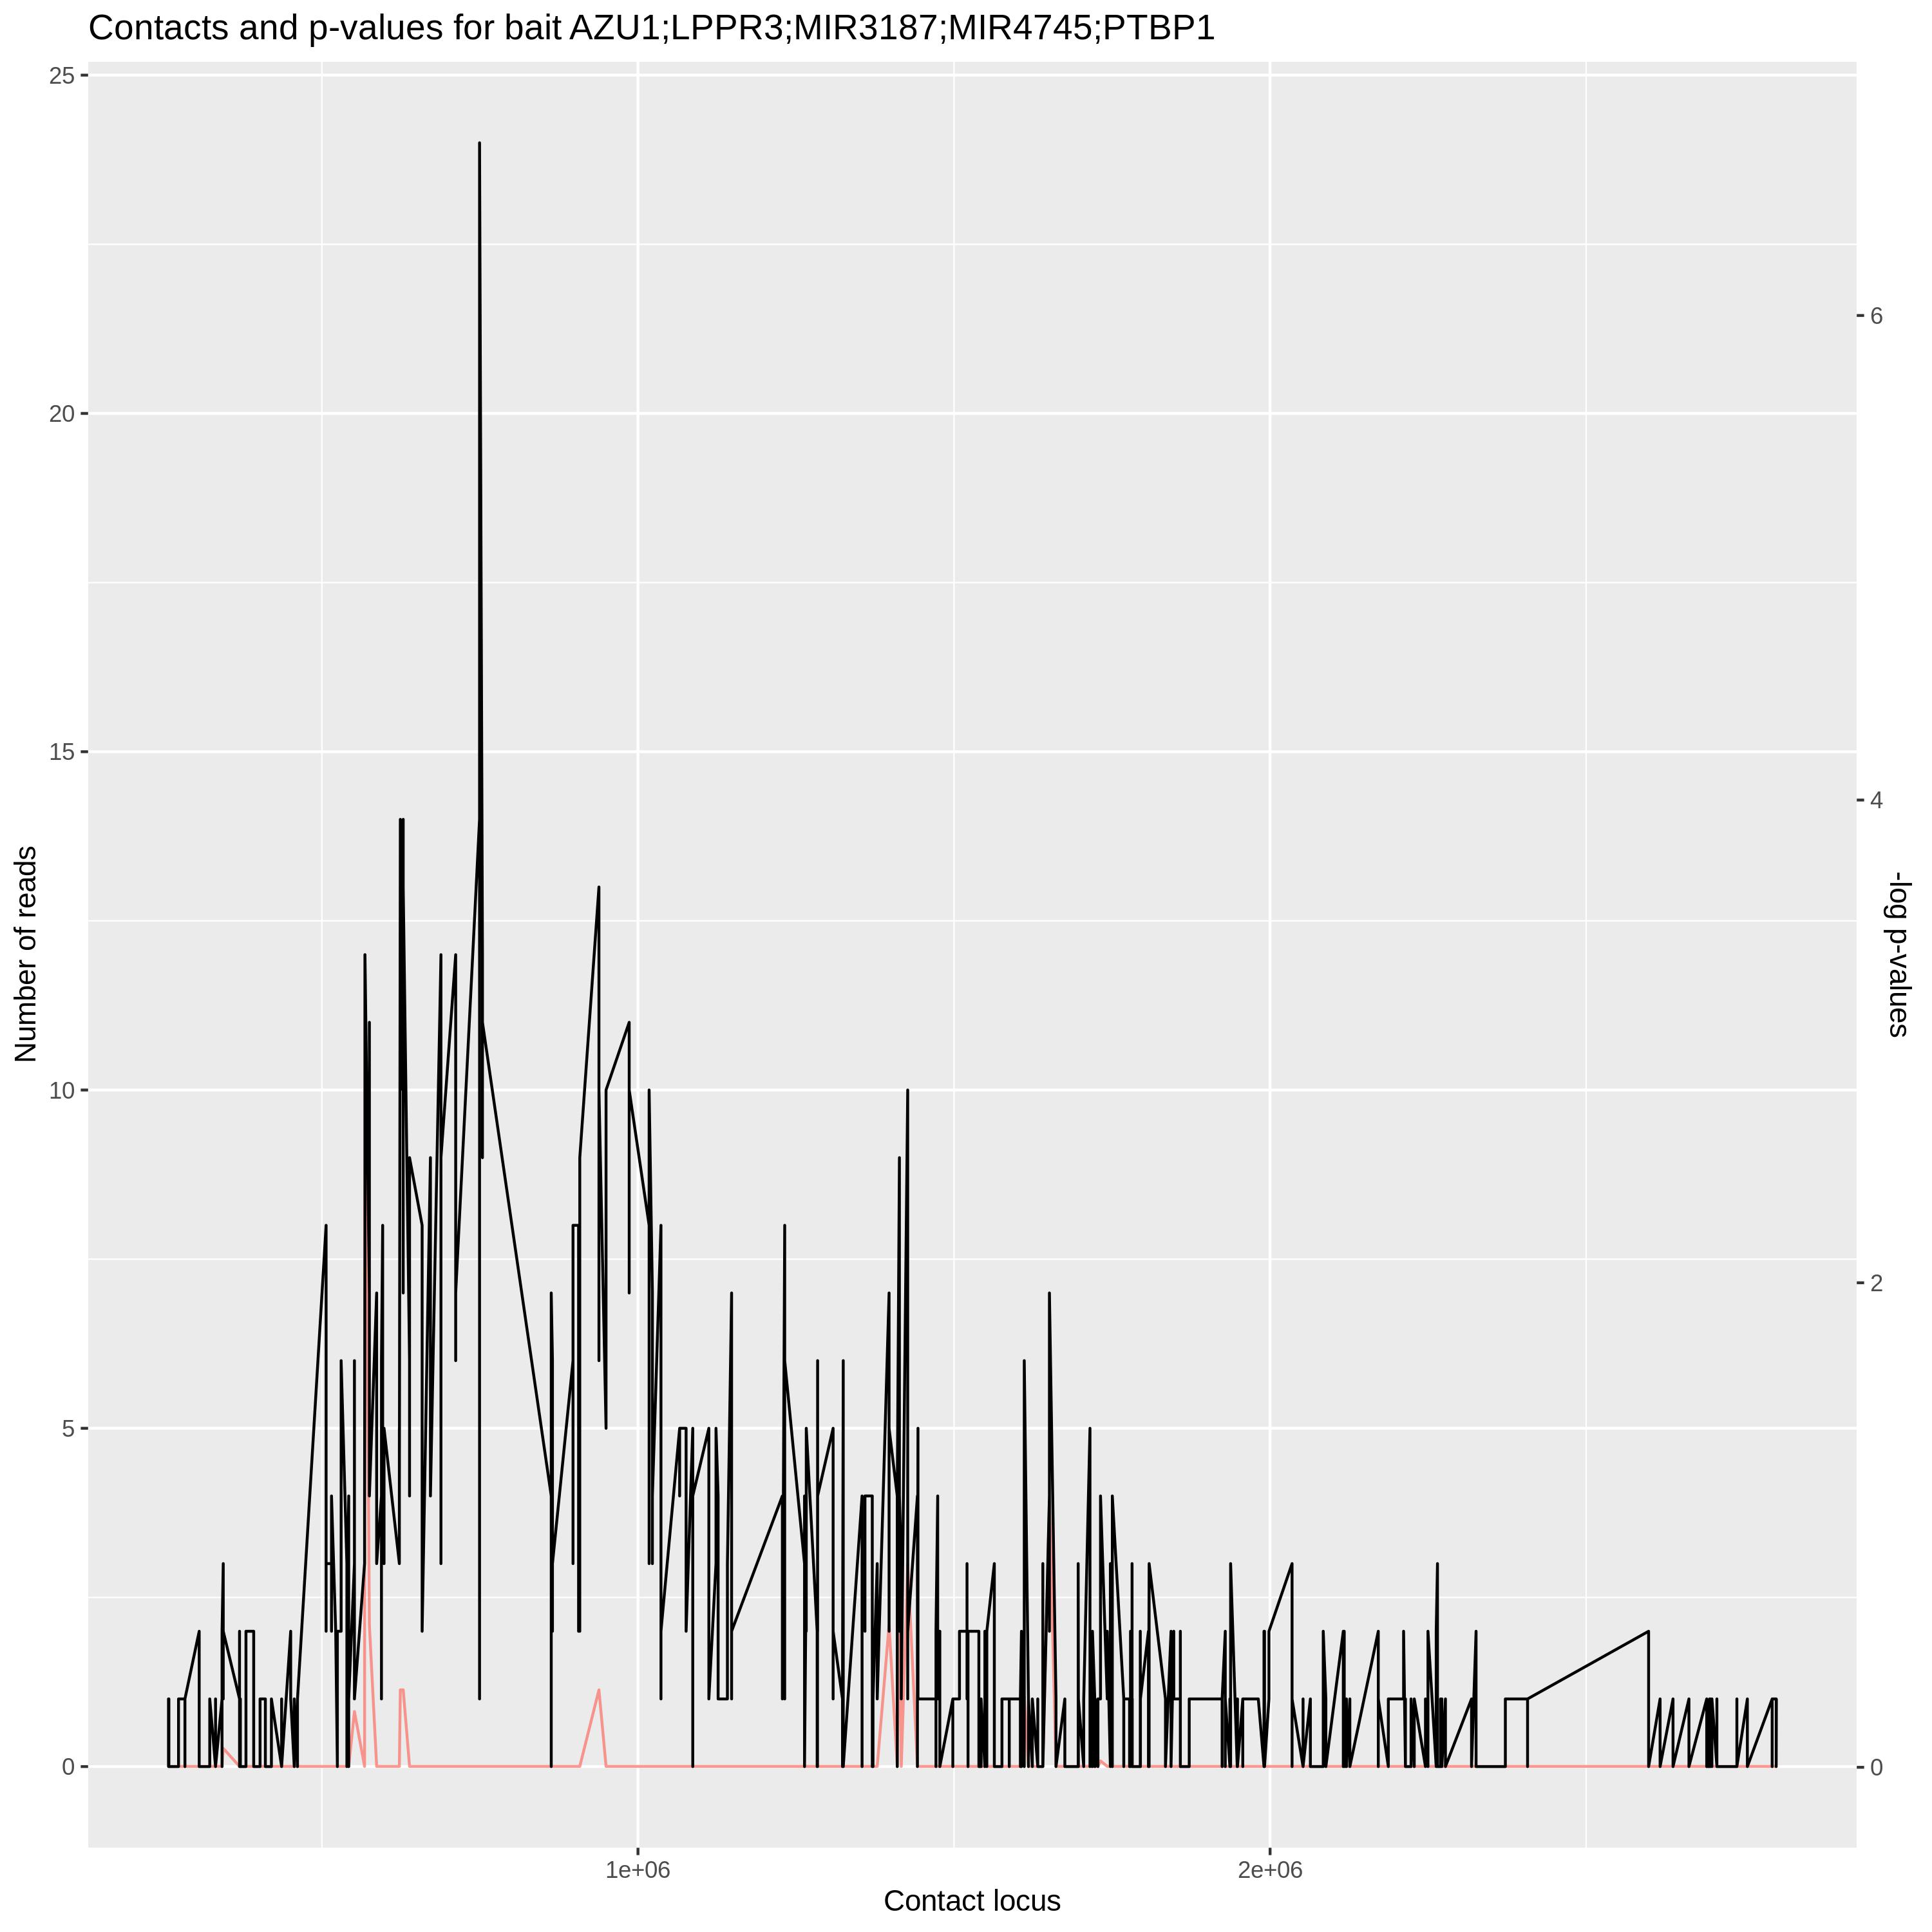 Contacts and p-values for bait AZU1;LPPR3;MIR3187;MIR4745;PTBP1
25
20
15
10
5
0
Number of reads
6
4
2
0
-log p-values
1e+06
2e+06
Contact locus